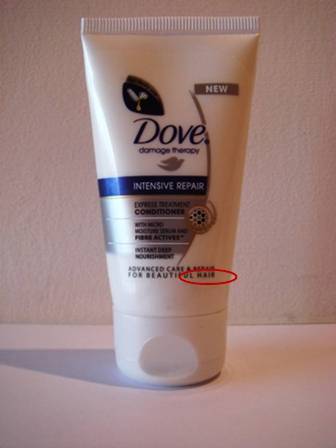 NEW
Dove
damage therapy
INTENSIVE REPAIR
EXPRESS TREATMENT
CONDITIONER
WITH MICRO
MOISTURE SERUM AND
FIBRE ACTIVES™
INSTANT DEEP
NOURISHMENT
ADVANCED CARE & REPAIR
FOR BEAUTIFUL HAIR